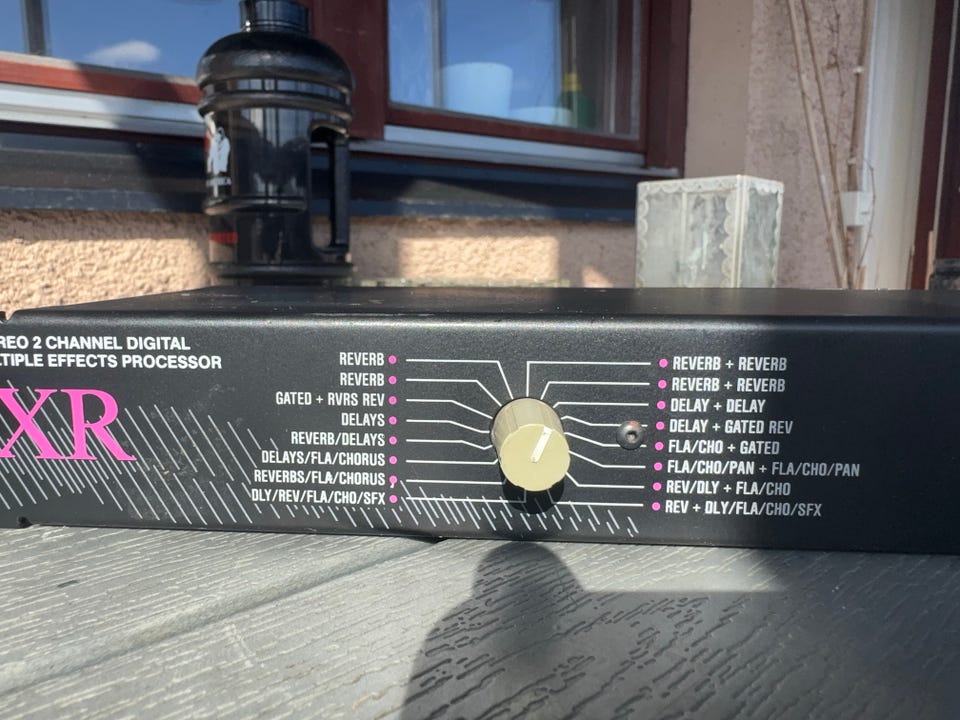 REO 2 CHANNEL DIGITAL
TIPLE EFFECTS PROCESSOR
XR
REVERB
REVERB
GATED + RVRS REV
DELAYS
REVERB/DELAYS
DELAYS/FLA/CHORUS
REVERBS/FLA/CHORUS
DLY/REV/FLA/CHO/SFX
REVERB + REVERB
REVERB + REVERB
DELAY + DELAY
DELAY + GATED REV
FLA/CHO + GATED
FLA/CHO/PAN + FLA/CHO/PAN
REV/DLY + FLA/CHO
REV + DLY/FLA/CHO/SFX